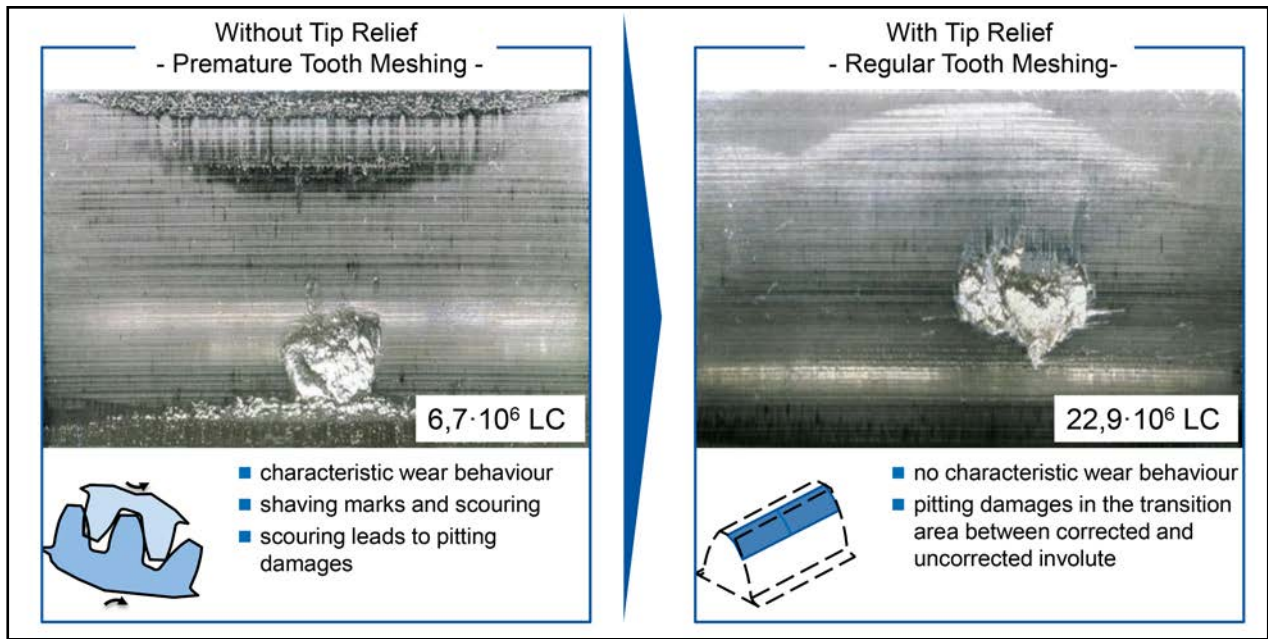 Without Tip Relief
- Premature Tooth Meshing -
6,7·10⁶ LC
■ characteristic wear behaviour
■ shaving marks and scouring
■ scouring leads to pitting
damages
With Tip Relief
- Regular Tooth Meshing-
22,9·10⁶ LC
■ no characteristic wear behaviour
■ pitting damages in the transition
area between corrected and
uncorrected involute